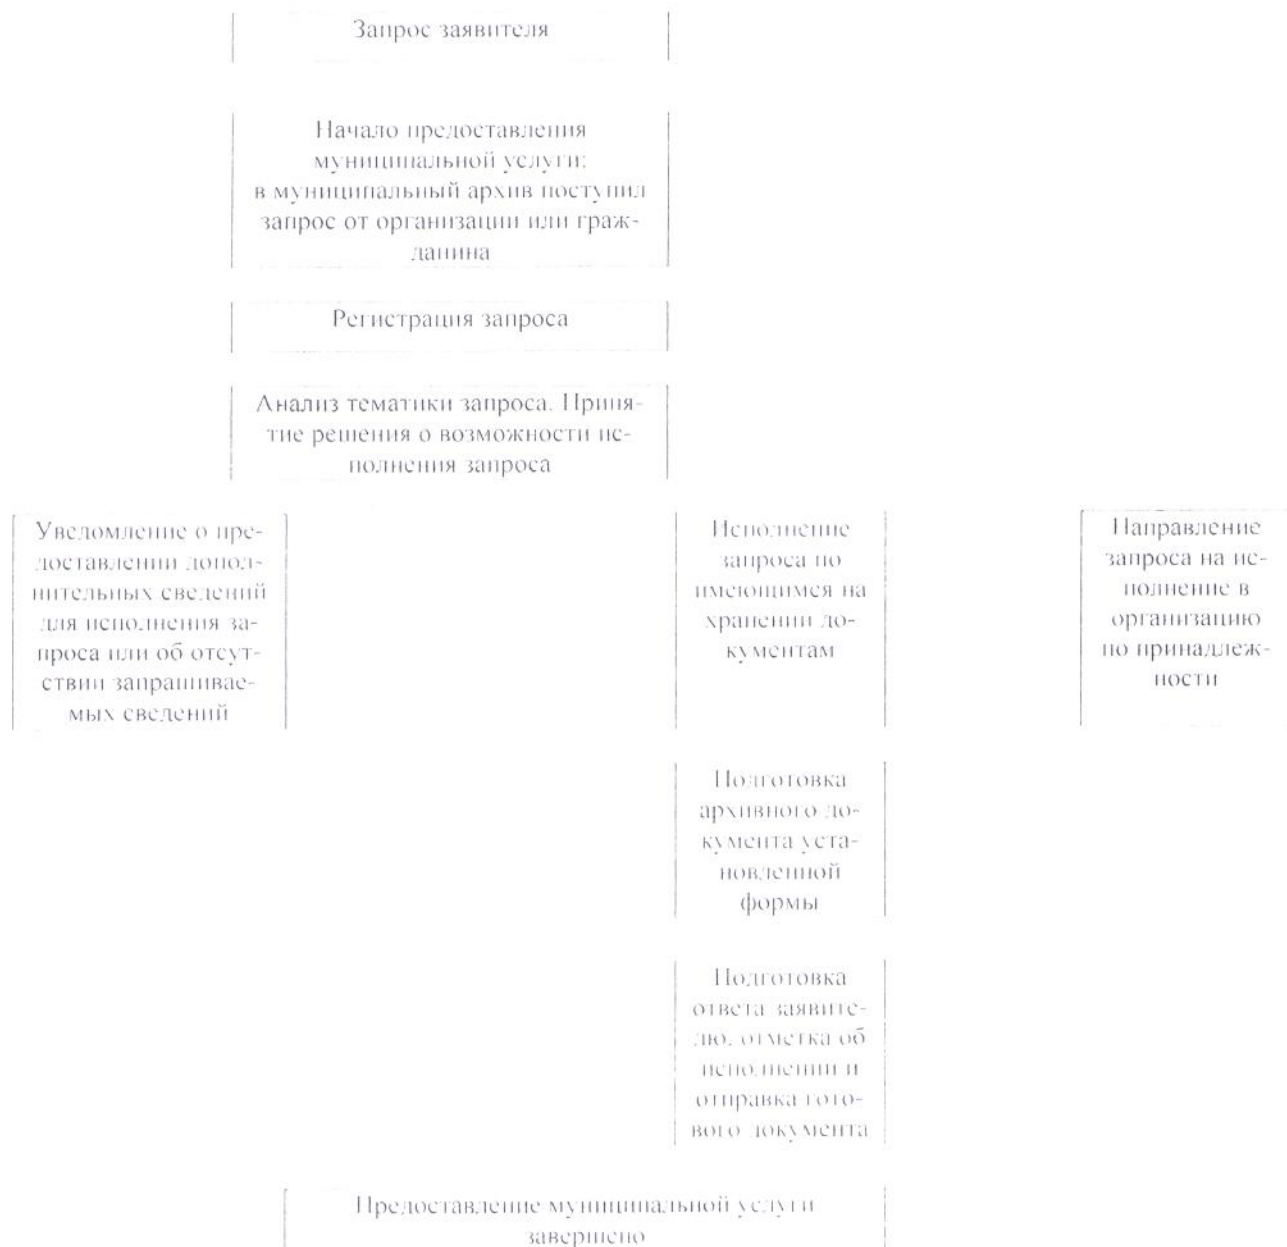 Запрос заявителя
Начало предоставления
муниципальной услуги:
в муниципальный архив поступил
запрос от организации или граж-
данина
Регистрация запроса
Анализ тематики запроса. Приня-
тие решения о возможности ис-
полнения запроса
Уведомление о пре-
доставлении допол-
нительных сведений
для исполнения за-
проса или об отсут-
ствии запрашивае-
мых сведений
Исполнение
запроса по
имеющимся на
хранении до-
кументам
Направление
запроса на ис-
полнение в
организацию
по принадлеж-
ности
Подготовка
архивного до-
кумента уста-
новленной
формы
Подготовка
ответа заявите-
лю, отметка об
исполнении и
отправка гото-
вого документа
Предоставление муниципальной услуги
завершено